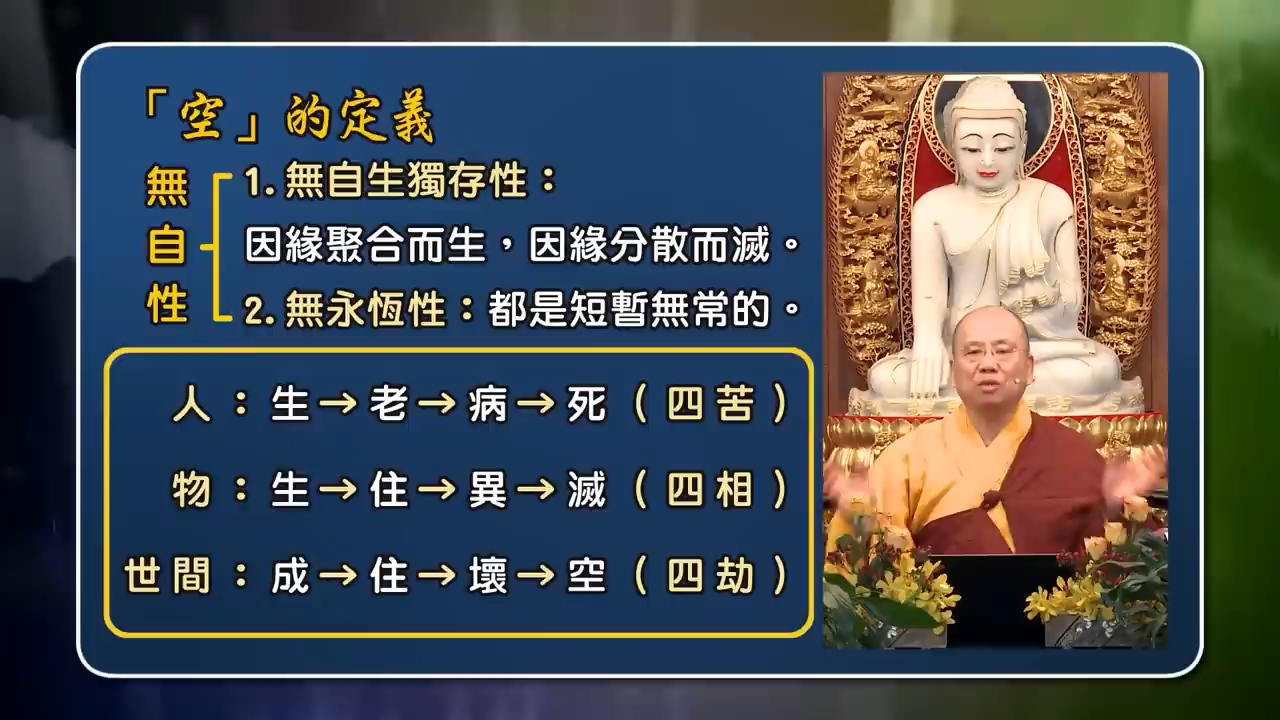 「空」的定義
無自性
1. 無自生獨存性：
因緣聚合而生，因緣分散而滅。
2. 無永恆性：都是短暫無常的。
人：生→老→病→死（四苦）
物：生→住→異→滅（四相）
世間：成→住→壞→空（四劫）